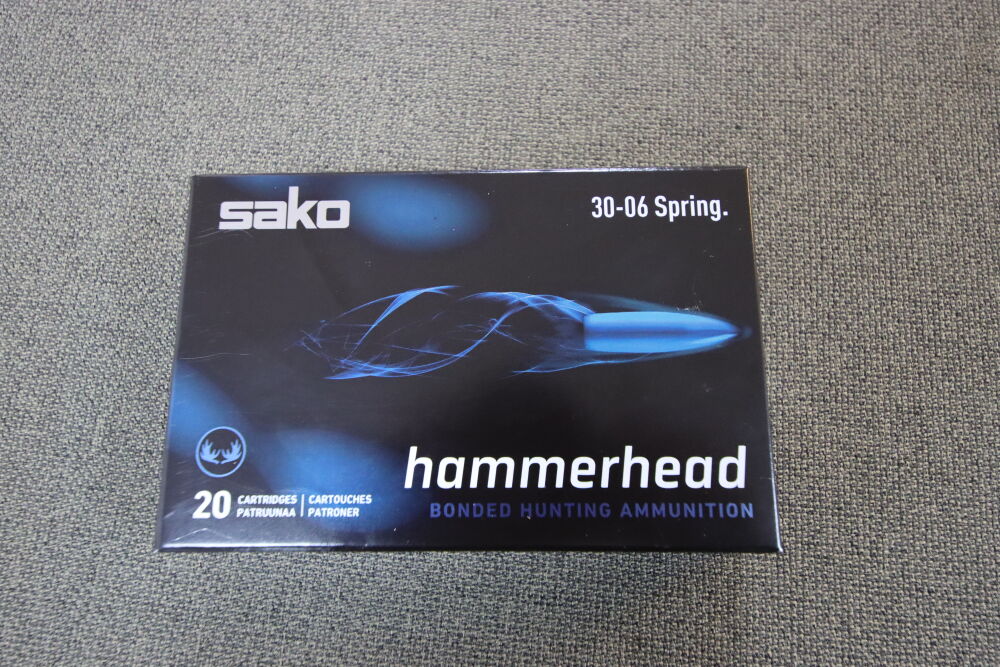 sako
30-06 Spring.
hammerhead
BONDED HUNTING AMMUNITION
20 CARTRIDGES | CARTOUCHES
PATRUUNAA | PATRONER